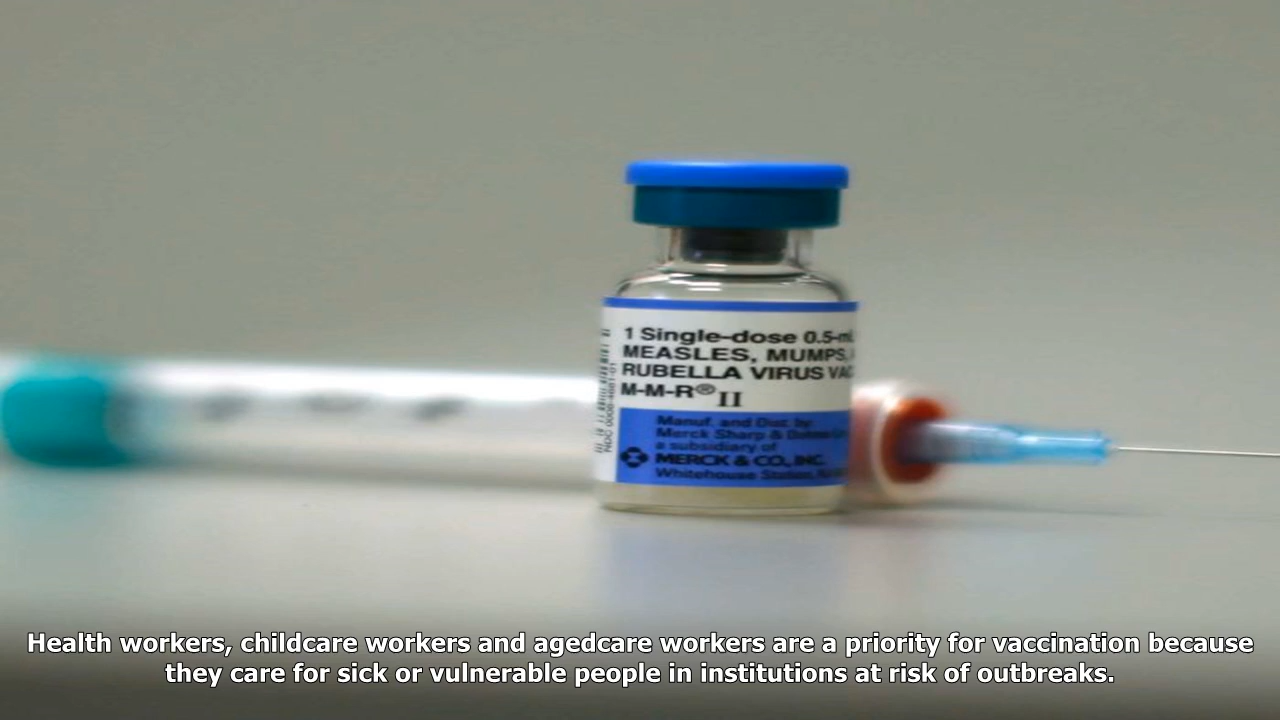 1 Single-dose 0.5-m
MEASLES, MUMPS,
RUBELLA VIRUS VAC
M-M-R® II
Manuf. and Dist. by
Merck Sharp & Dohme
a subsidiary of
MERCK & CO., INC.
Whitehouse Station,
Health workers, childcare workers and agedcare workers are a priority for vaccination because
they care for sick or vulnerable people in institutions at risk of outbreaks.